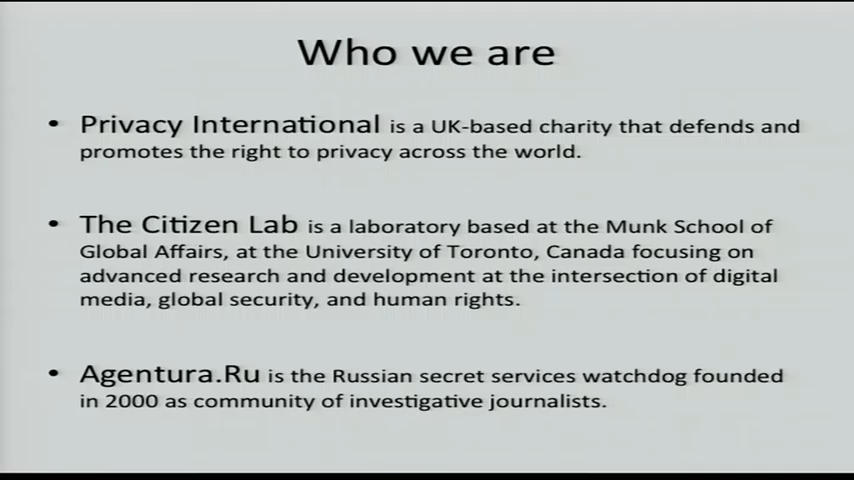 Who we are
• Privacy International is a UK-based charity that defends and
promotes the right to privacy across the world.
• The Citizen Lab is a laboratory based at the Munk School of
Global Affairs, at the University of Toronto, Canada focusing on
advanced research and development at the intersection of digital
media, global security, and human rights.
• Agentura.Ru is the Russian secret services watchdog founded
in 2000 as community of investigative journalists.